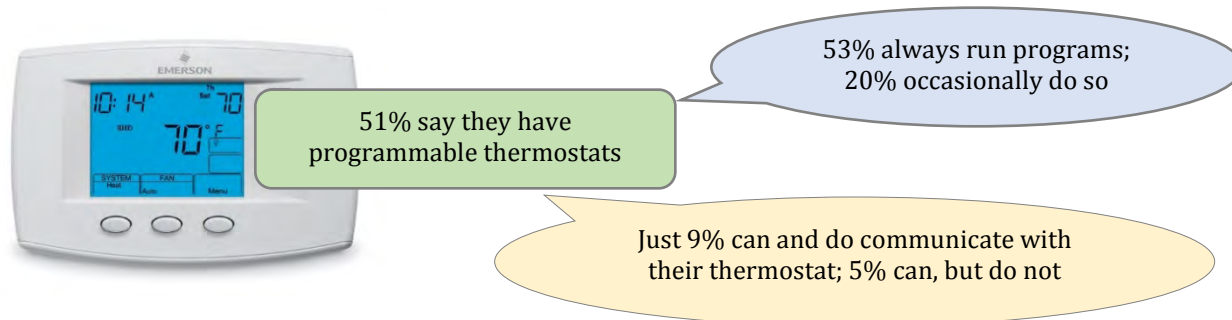 53% always run programs;
20% occasionally do so
EMERSON
10:14 A
Th
Set 70
70°F
51% say they have
programmable thermostats
SYSTEM
FAN
Heat
Auto
Menu
Just 9% can and do communicate with
their thermostat; 5% can, but do not